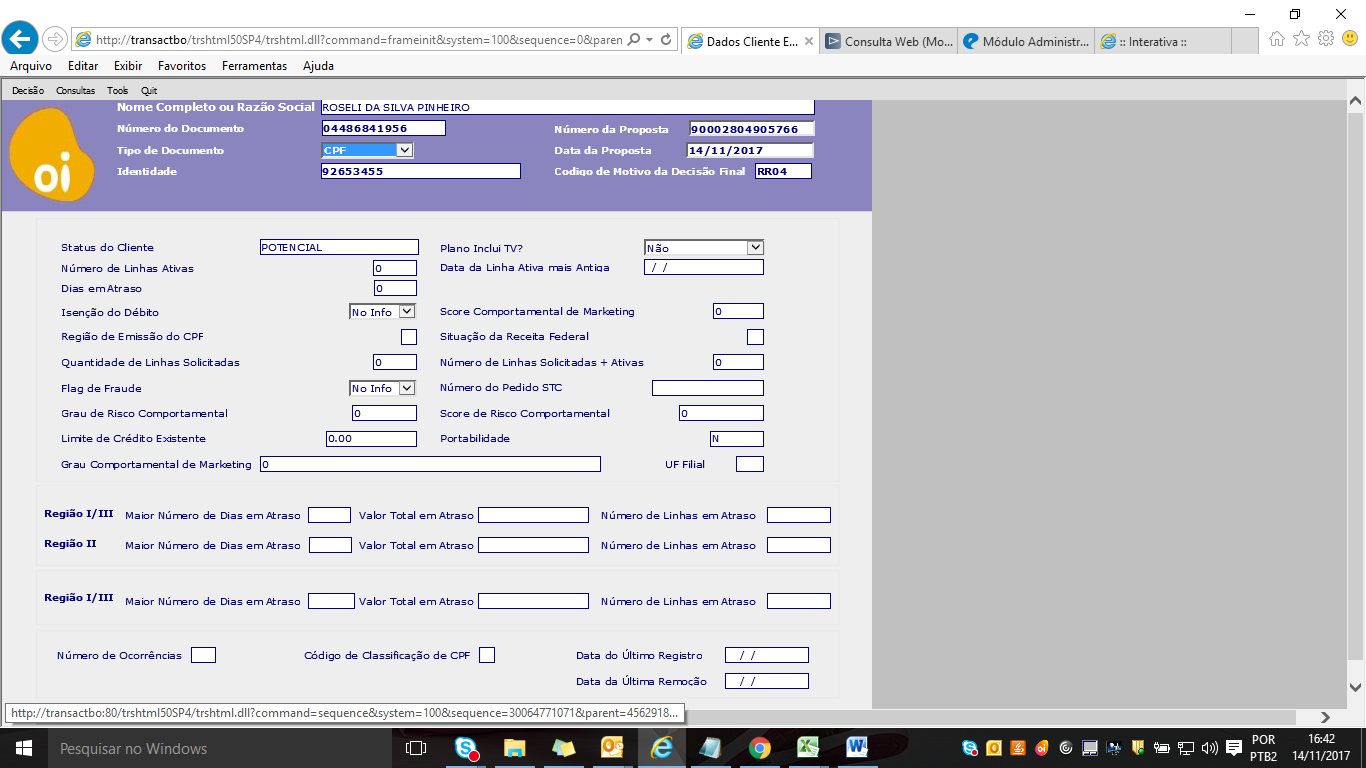 http://transactbo/trshtml50SP4/trshtml.dll?command=frameinit&system=100&sequence=0&paren
Dados Cliente E...
Consulta Web (Mo...
Módulo Administr...
:: Interativa ::
Arquivo Editar Exibir Favoritos Ferramentas Ajuda
Decisão Consultas Tools Quit
Nome Completo ou Razão Social ROSELI DA SILVA PINHEIRO
Número do Documento 04486841956 Número da Proposta 90002804905766
Tipo de Documento CPF Data da Proposta 14/11/2017
Identidade 92653455 Codigo de Motivo da Decisão Final RR04
oi
Status do Cliente POTENCIAL Plano Inclui TV? Não
Número de Linhas Ativas 0 Data da Linha Ativa mais Antiga / /
Dias em Atraso 0
Isenção do Débito No Info Score Comportamental de Marketing 0
Região de Emissão do CPF Situação da Receita Federal
Quantidade de Linhas Solicitadas 0 Número de Linhas Solicitadas + Ativas 0
Flag de Fraude No Info Número do Pedido STC
Grau de Risco Comportamental 0 Score de Risco Comportamental 0
Limite de Crédito Existente 0.00 Portabilidade N
Grau Comportamental de Marketing 0 UF Filial
Região I/III Maior Número de Dias em Atraso Valor Total em Atraso Número de Linhas em Atraso
Região II Maior Número de Dias em Atraso Valor Total em Atraso Número de Linhas em Atraso
Região I/III Maior Número de Dias em Atraso Valor Total em Atraso Número de Linhas em Atraso
Número de Ocorrências Código de Classificação de CPF Data do Último Registro / /
Data da Última Remoção / /
http://transactbo:80/trshtml50SP4/trshtml.dll?command=sequence&system=100&sequence=30064771071&parent=4562918...
Pesquisar no Windows
POR 16:42
PTB2 14/11/2017